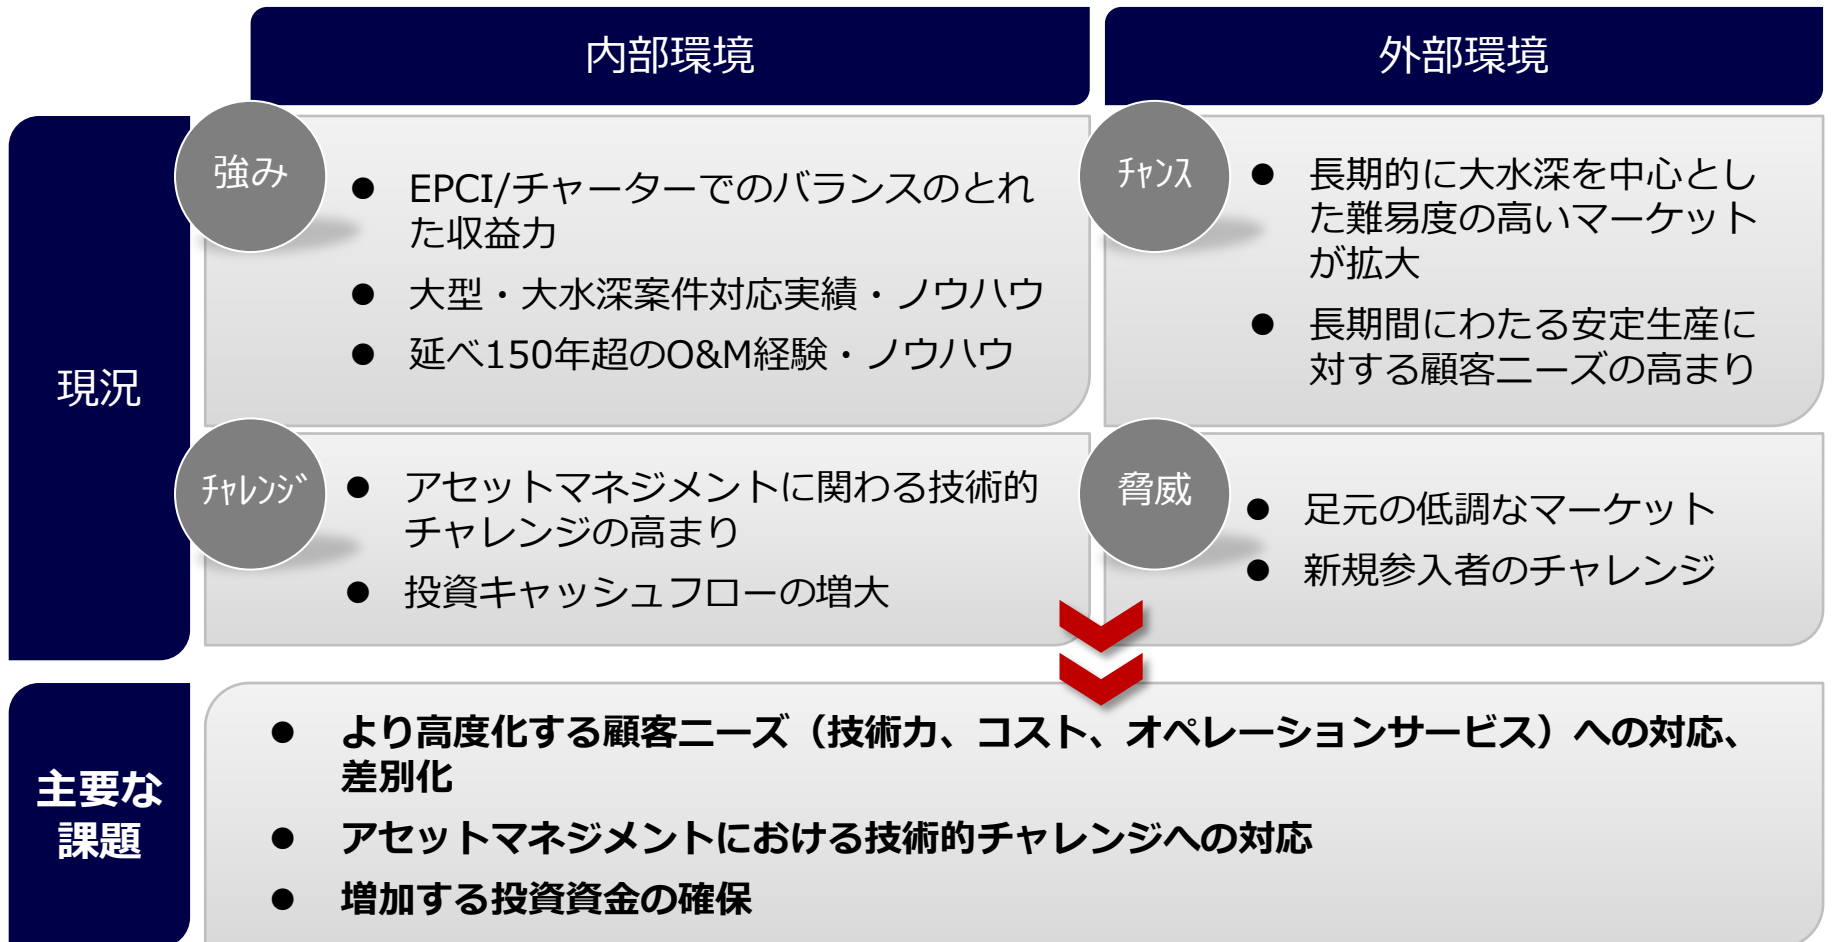 内部環境
外部環境
現況
強み
● EPCI/チャーターでのバランスのとれ
た収益力
● 大型・大水深案件対応実績・ノウハウ
● 延べ150年超のO&M経験・ノウハウ
ﾁｬﾝｽ
● 長期的に大水深を中心とし
た難易度の高いマーケット
が拡大
● 長期間にわたる安定生産に
対する顧客ニーズの高まり
ﾁｬﾚﾝｼﾞ
● アセットマネジメントに関わる技術的
チャレンジの高まり
● 投資キャッシュフローの増大
脅威
● 足元の低調なマーケット
● 新規参入者のチャレンジ
主要な
課題
● より高度化する顧客ニーズ（技術力、コスト、オペレーションサービス）への対応、
差別化
● アセットマネジメントにおける技術的チャレンジへの対応
● 増加する投資資金の確保